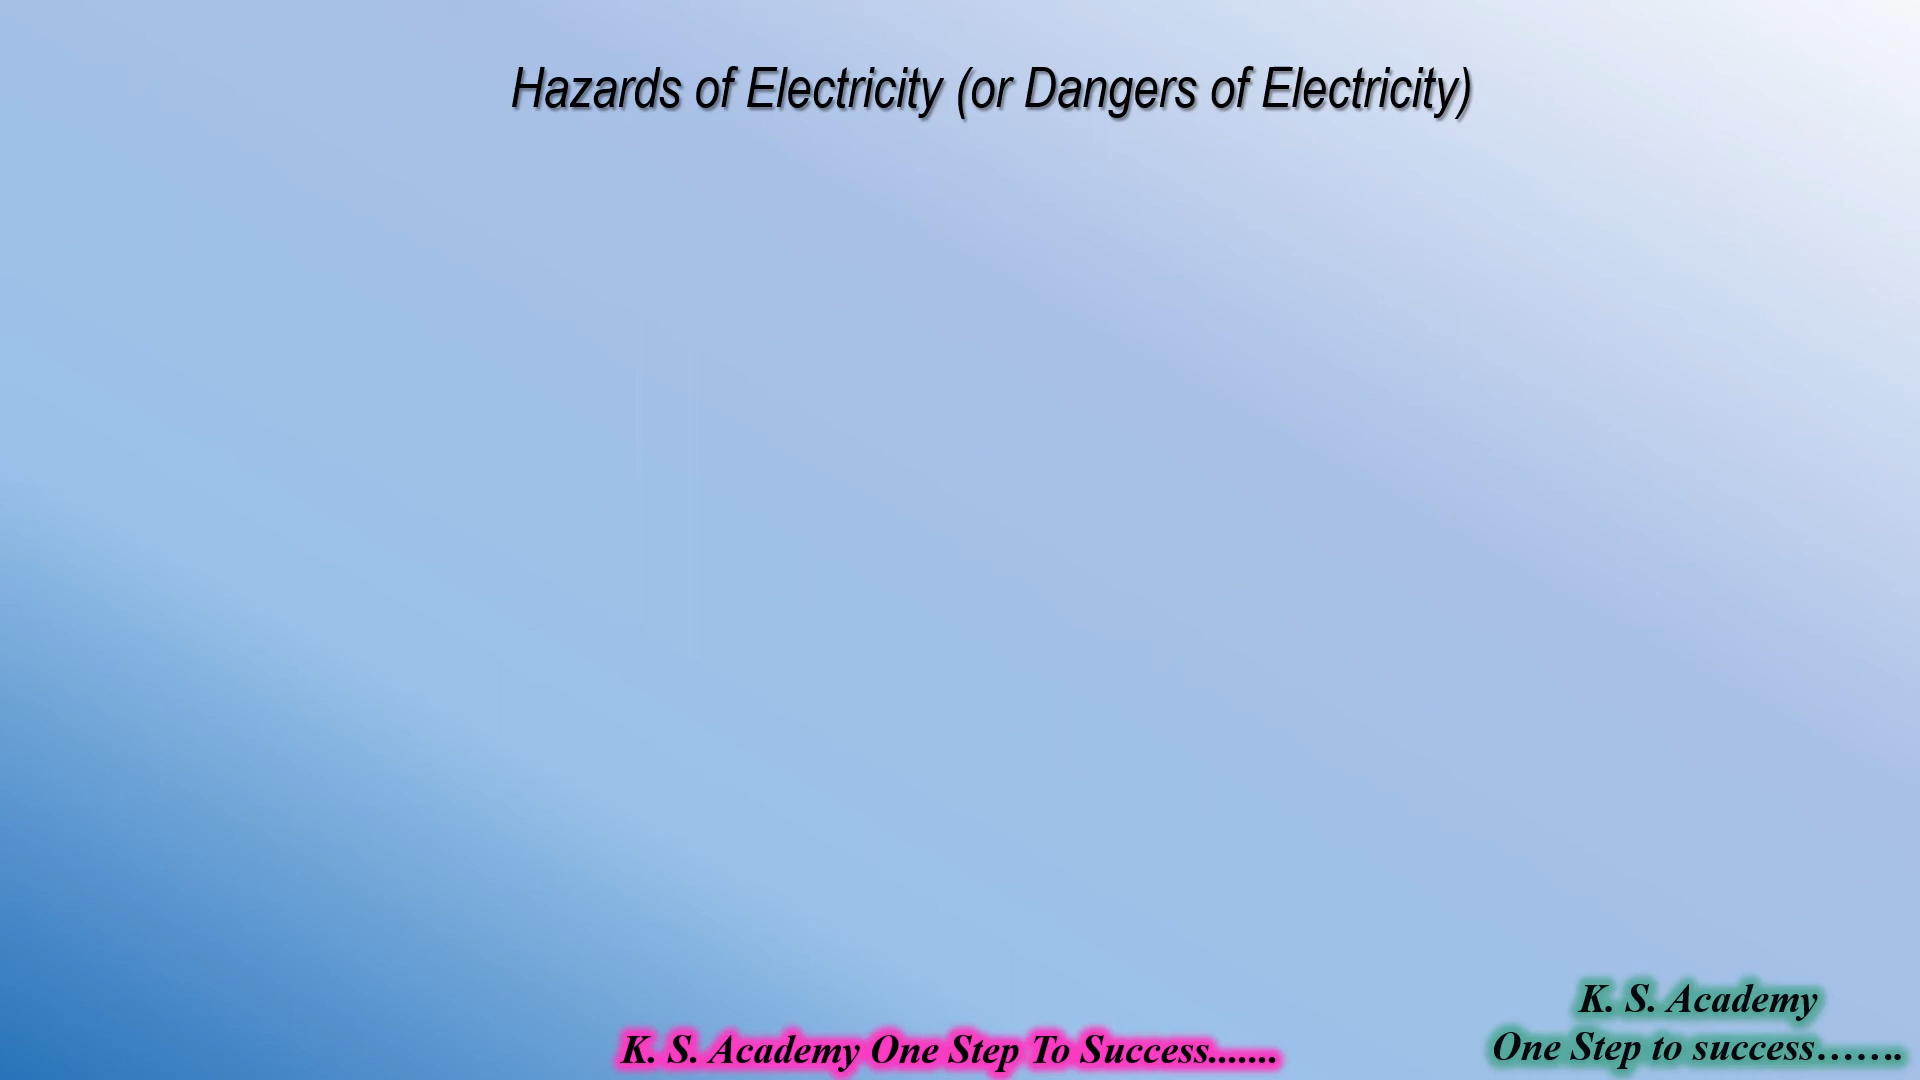 Hazards of Electricity (or Dangers of Electricity)
K. S. Academy
One Step to success…….
K. S. Academy One Step To Success.......